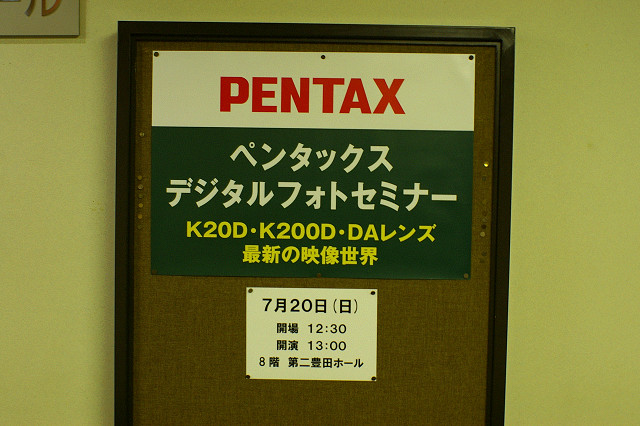 ール
PENTAX
ペンタックス
デジタルフォトセミナー
K20D・K200D・DAレンズ
最新の映像世界
7月20日(日)
開場 12:30
開演 13:00
8階 第二豊田ホール